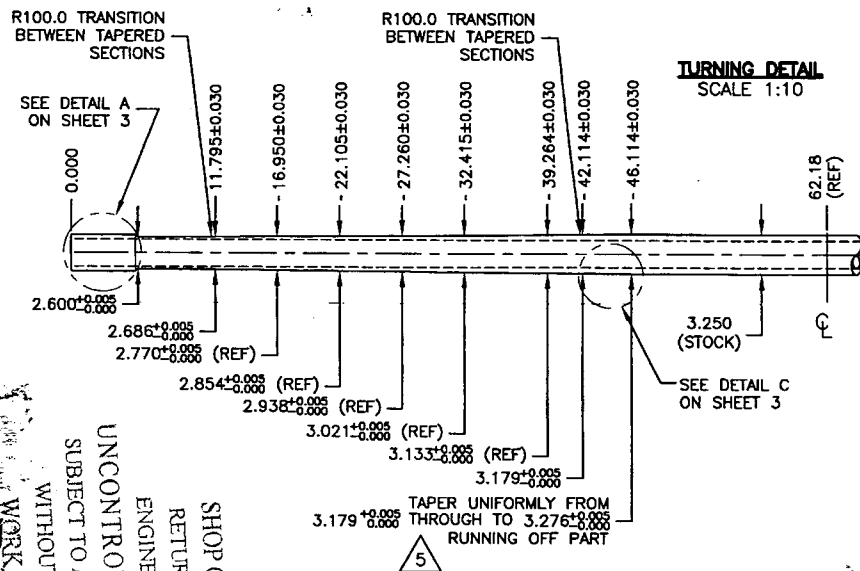 R100.0 TRANSITION
BETWEEN TAPERED
SECTIONS
R100.0 TRANSITION
BETWEEN TAPERED
SECTIONS
TURNING DETAIL
SCALE 1:10
SEE DETAIL A
ON SHEET 3
0.000
11.795±0.030
16.950±0.030
22.105±0.030
27.260±0.030
32.415±0.030
39.264±0.030
42.114±0.030
46.114±0.030
62.18
(REF)
2.600 +0.005 -0.000
2.686 +0.005 -0.000
2.770 +0.005 -0.000 (REF)
2.854 +0.005 -0.000 (REF)
2.938 +0.005 -0.000 (REF)
3.021 +0.005 -0.000 (REF)
3.133 +0.005 -0.000 (REF)
3.179 +0.005 -0.000
3.250
(STOCK)
SEE DETAIL C
ON SHEET 3
TAPER UNIFORMLY FROM
3.179 +0.005 0.000 THROUGH TO 3.276 +0.005 -0.000
RUNNING OFF PART
5
SHOP
RETUR
ENGINE
UNCONTRO
SUBJECT TO
WITHOUT
WORK